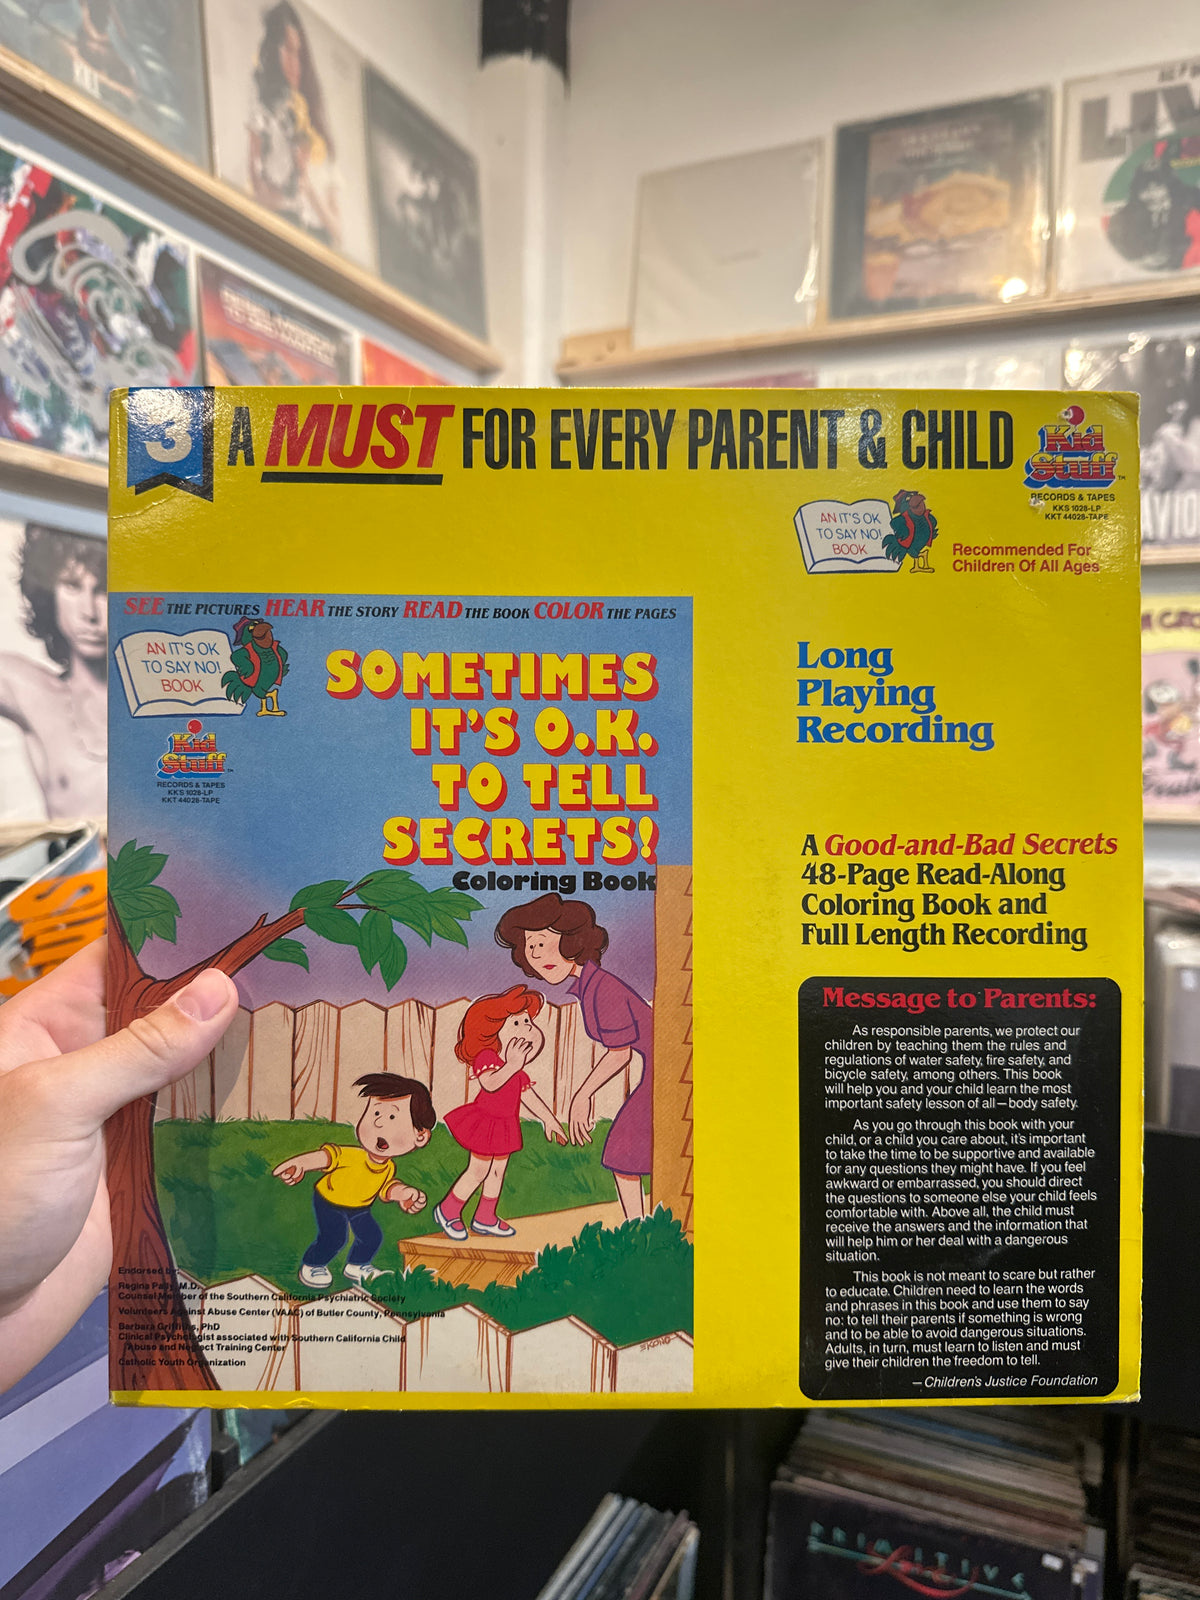 3
A MUST FOR EVERY PARENT & CHILD
Kid
Stuff™
RECORDS & TAPES
KKS 1028-LP
KKT 44028-TAPE
AN IT'S OK
TO SAY NO!
BOOK
Recommended For
Children Of All Ages
SEE THE PICTURES HEAR THE STORY READ THE BOOK COLOR THE PAGES
AN IT'S OK
TO SAY NO!
BOOK
Kid
Stuff™
RECORDS & TAPES
KKS 1028-LP
KKT 44028-TAPE
SOMETIMES
IT'S O.K.
TO TELL
SECRETS!
Coloring Book
Endorsed by:
Regina Pally, M.D.
Counsel Member of the Southern California Psychiatric Society
Volunteers Against Abuse Center (VAAC) of Butler County, Pennsylvania
Barbara Griffiths, PhD
Clinical Psychologist associated with Southern California Child
Abuse and Neglect Training Center
Catholic Youth Organization
Long
Playing
Recording
A Good-and-Bad Secrets
48-Page Read-Along
Coloring Book and
Full Length Recording
Message to Parents:
As responsible parents, we protect our
children by teaching them the rules and
regulations of water safety, fire safety, and
bicycle safety, among others. This book
will help you and your child learn the most
important safety lesson of all—body safety.
As you go through this book with your
child, or a child you care about, it's important
to take the time to be supportive and available
for any questions they might have. If you feel
awkward or embarrassed, you should direct
the questions to someone else your child feels
comfortable with. Above all, the child must
receive the answers and the information that
will help him or her deal with a dangerous
situation.
This book is not meant to scare but rather
to educate. Children need to learn the words
and phrases in this book and use them to say
no: to tell their parents if something is wrong
and to be able to avoid dangerous situations.
Adults, in turn, must learn to listen and must
give their children the freedom to tell.
—Children's Justice Foundation
PRIMITIVE